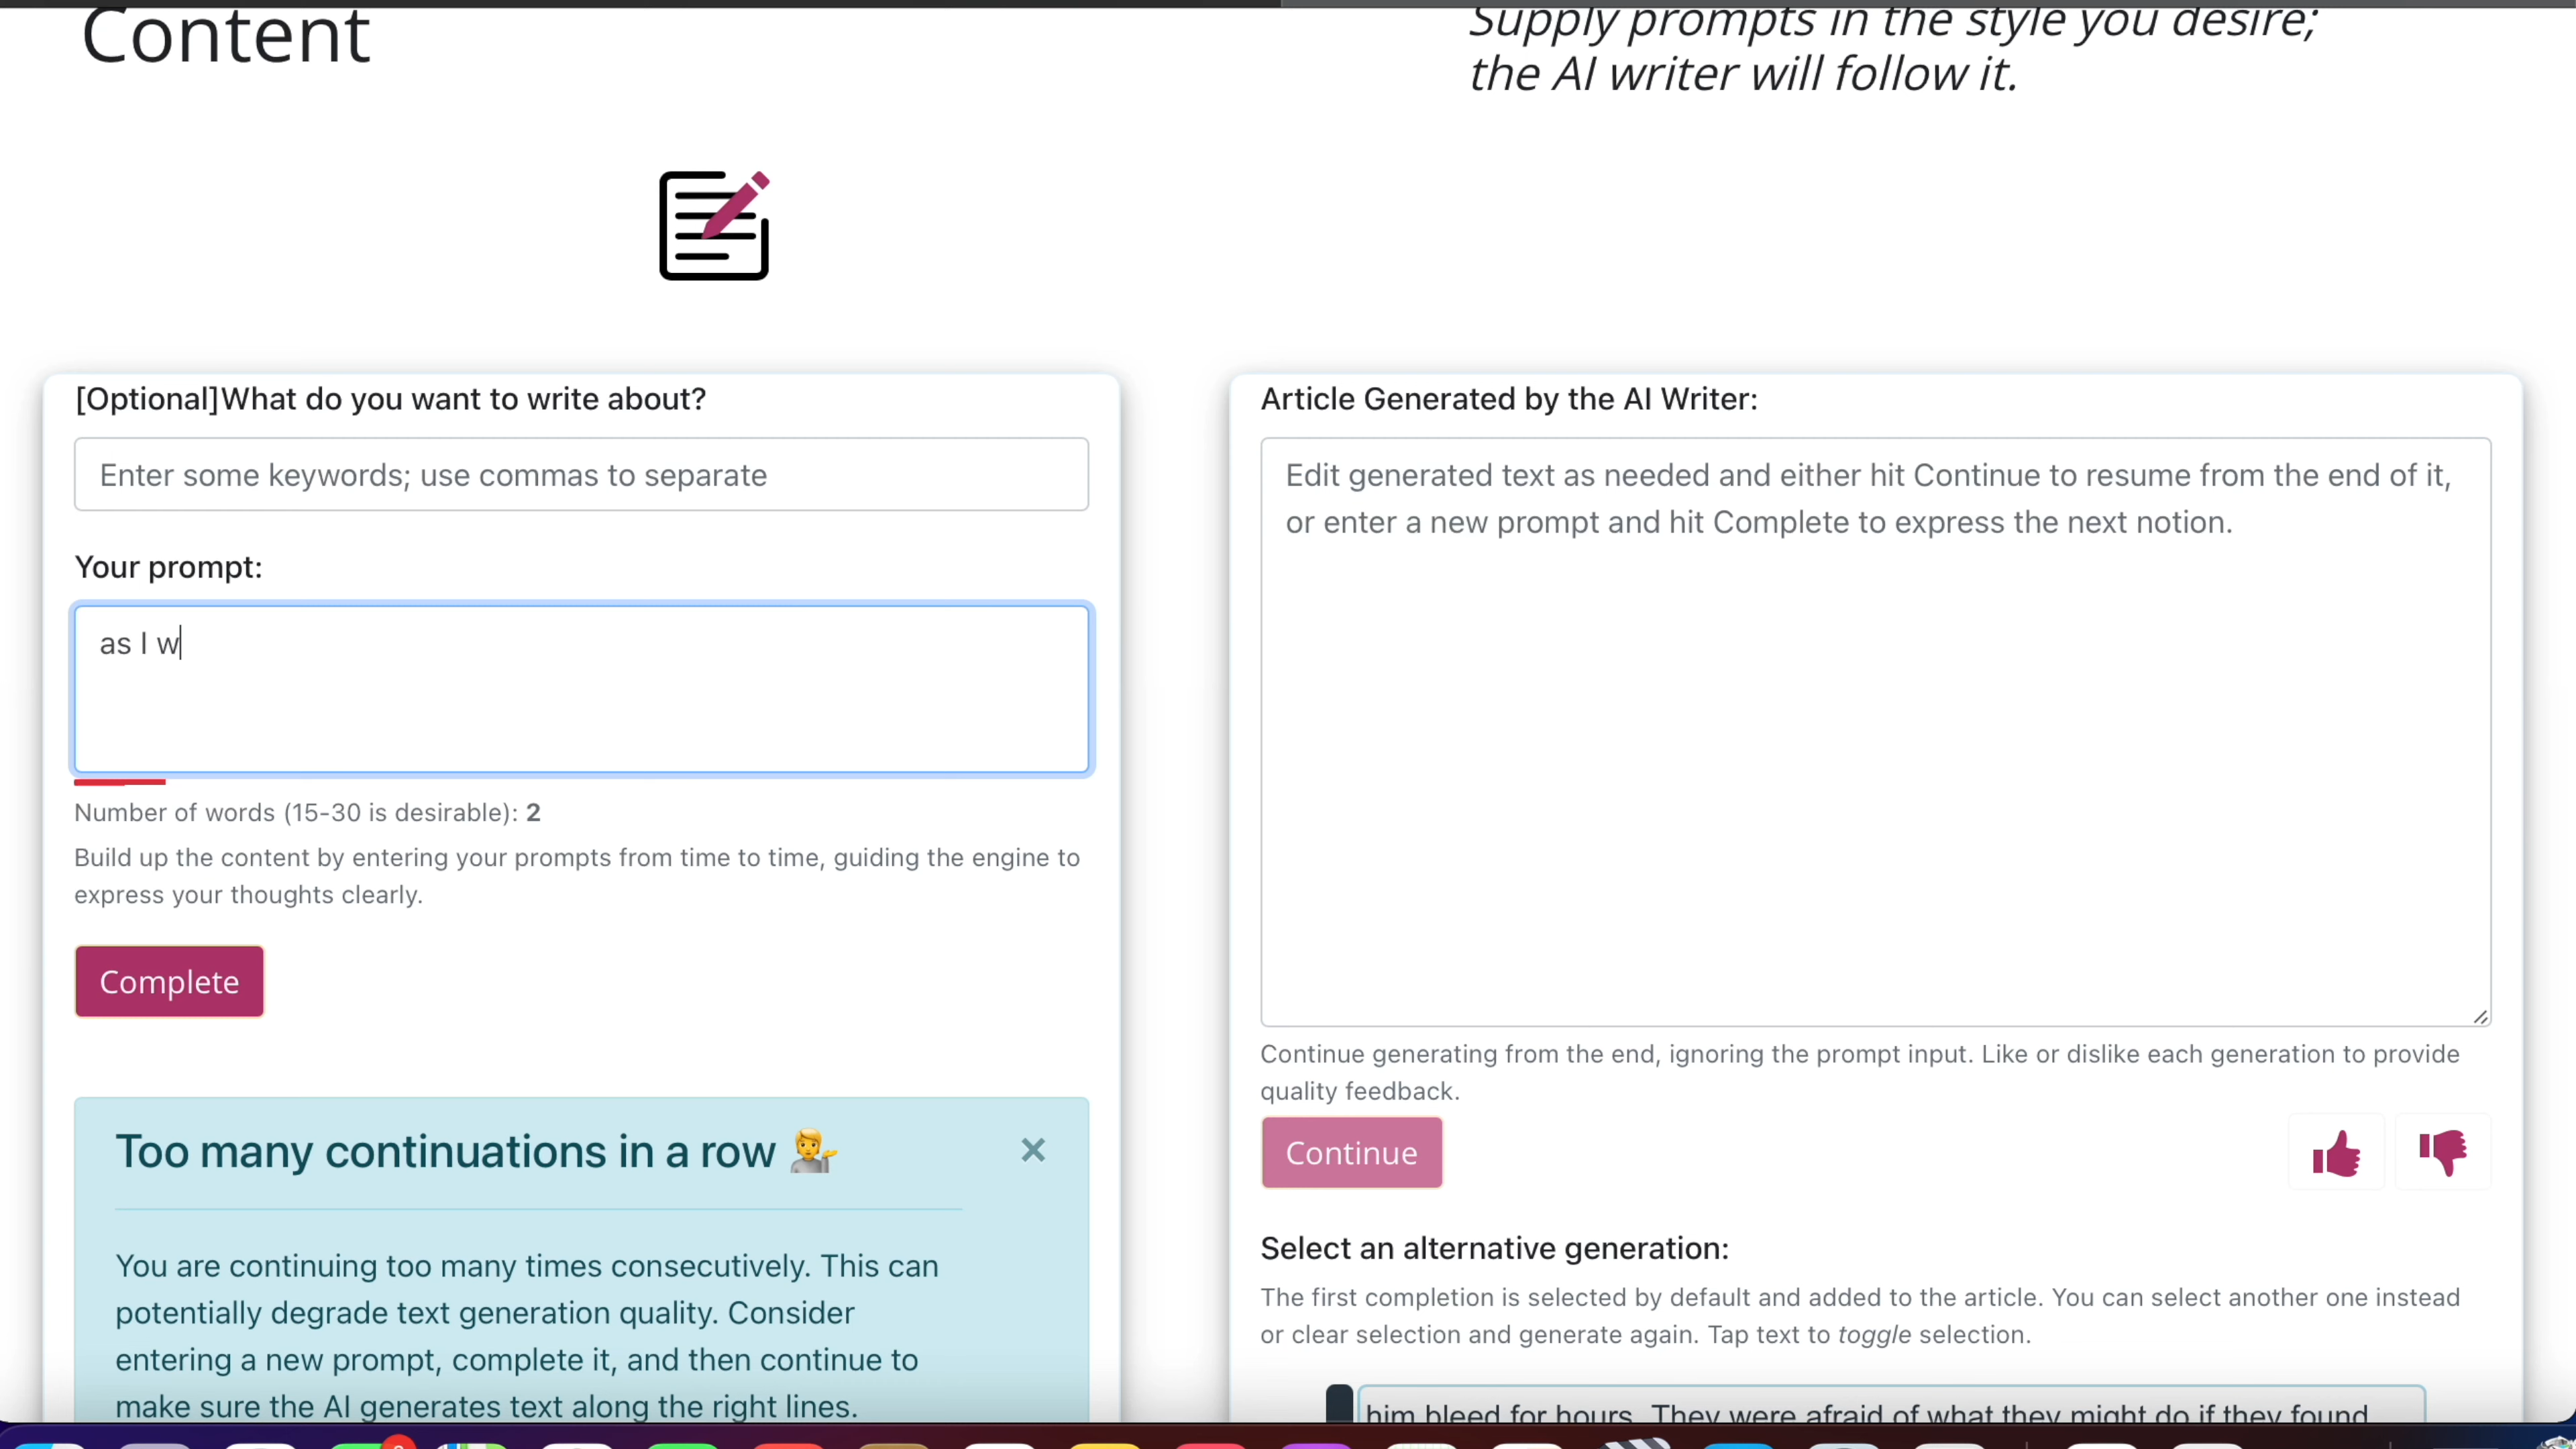 Content
Supply prompts in the style you desire;
the AI writer will follow it.
[Optional]What do you want to write about?
Enter some keywords; use commas to separate
Your prompt:
as I w
Number of words (15-30 is desirable): 2
Build up the content by entering your prompts from time to time, guiding the engine to
express your thoughts clearly.
Complete
Too many continuations in a row
You are continuing too many times consecutively. This can
potentially degrade text generation quality. Consider
entering a new prompt, complete it, and then continue to
make sure the AI generates text along the right lines.
Article Generated by the AI Writer:
Edit generated text as needed and either hit Continue to resume from the end of it,
or enter a new prompt and hit Complete to express the next notion.
Continue generating from the end, ignoring the prompt input. Like or dislike each generation to provide
quality feedback.
Continue
Select an alternative generation:
The first completion is selected by default and added to the article. You can select another one instead
or clear selection and generate again. Tap text to toggle selection.
him bleed for hours. They were afraid of what they might do if they found